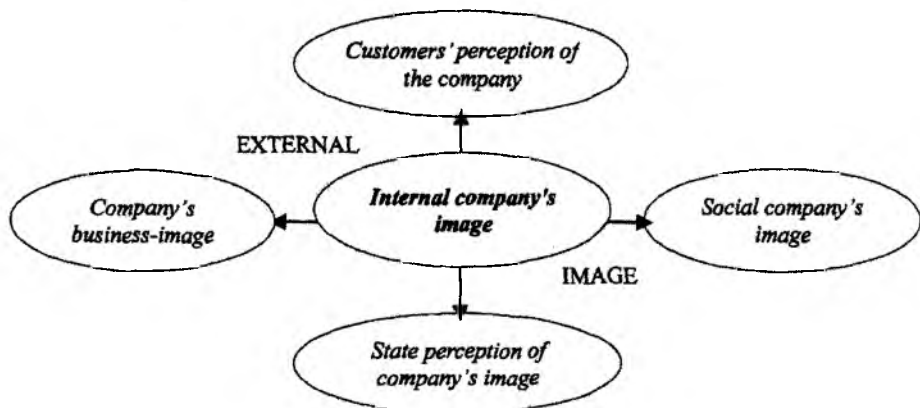 Customers' perception of
the company
EXTERNAL
Internal company's
image
Company's
business-image
Social company's
image
IMAGE
State perception of
company's image